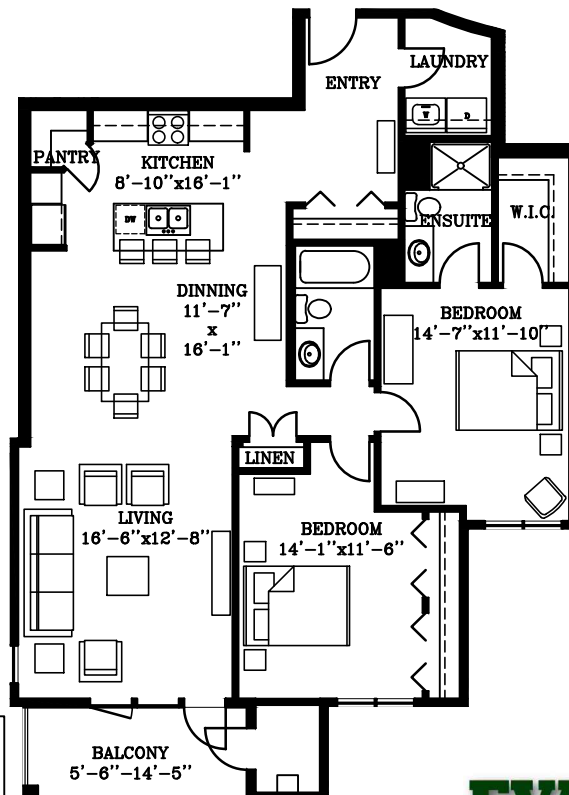 LAUNDRY
ENTRY
W
D
PANTRY
KITCHEN
8'-10"x16'-1"
DW
ENSUITE
W.I.C.
DINNING
11'-7"
x
16'-1"
BEDROOM
14'-7"x11'-10"
LINEN
LIVING
16'-6"x12'-8"
BEDROOM
14'-1"x11'-6"
BALCONY
5'-6"-14'-5"